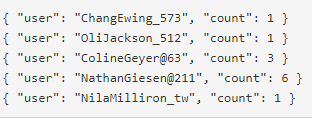 { "user": "ChangEwing_573", "count": 1 }
{ "user": "OliJackson_512", "count": 1 }
{ "user": "ColineGeyer@63", "count": 3 }
{ "user": "NathanGiesen@211", "count": 6 }
{ "user": "NilaMilliron_tw", "count": 1 }